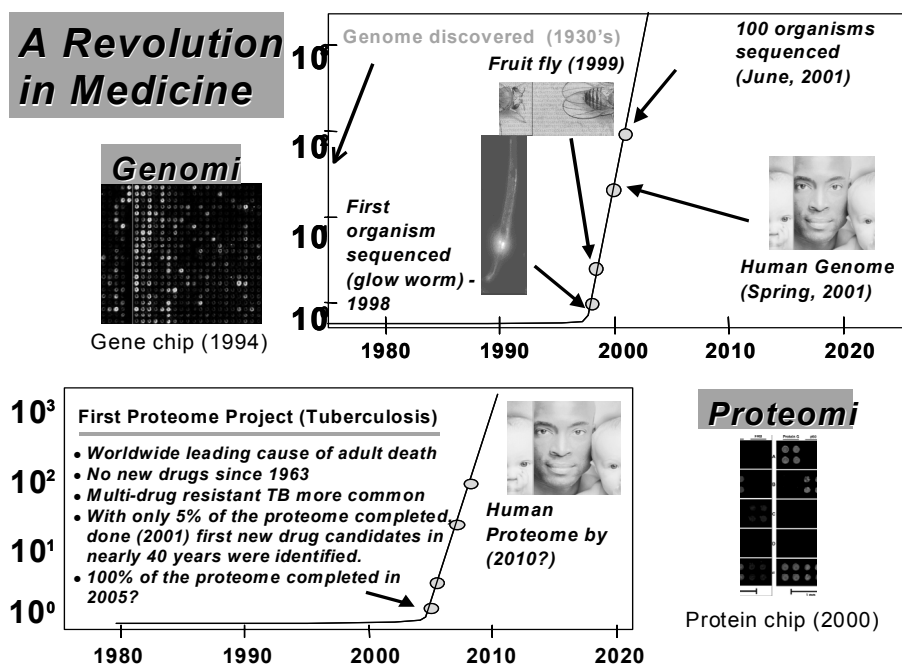 A Revolution
in Medicine
Genome discovered (1930's)
Fruit fly (1999)
100 organisms
sequenced
(June, 2001)
Genomi
First
organism
sequenced
(glow worm) -
1998
Human Genome
(Spring, 2001)
Gene chip (1994)
10
10
10
10
1980
1990
2000
2010
2020
10³
10²
10¹
10⁰
First Proteome Project (Tuberculosis)
• Worldwide leading cause of adult death
• No new drugs since 1963
• Multi-drug resistant TB more common
• With only 5% of the proteome completed,
done (2001) first new drug candidates in
nearly 40 years were identified.
• 100% of the proteome completed in
2005?
Human
Proteome by
(2010?)
1980
1990
2000
2010
2020
Proteomi
Protein G
A
B
C
D
Protein chip (2000)